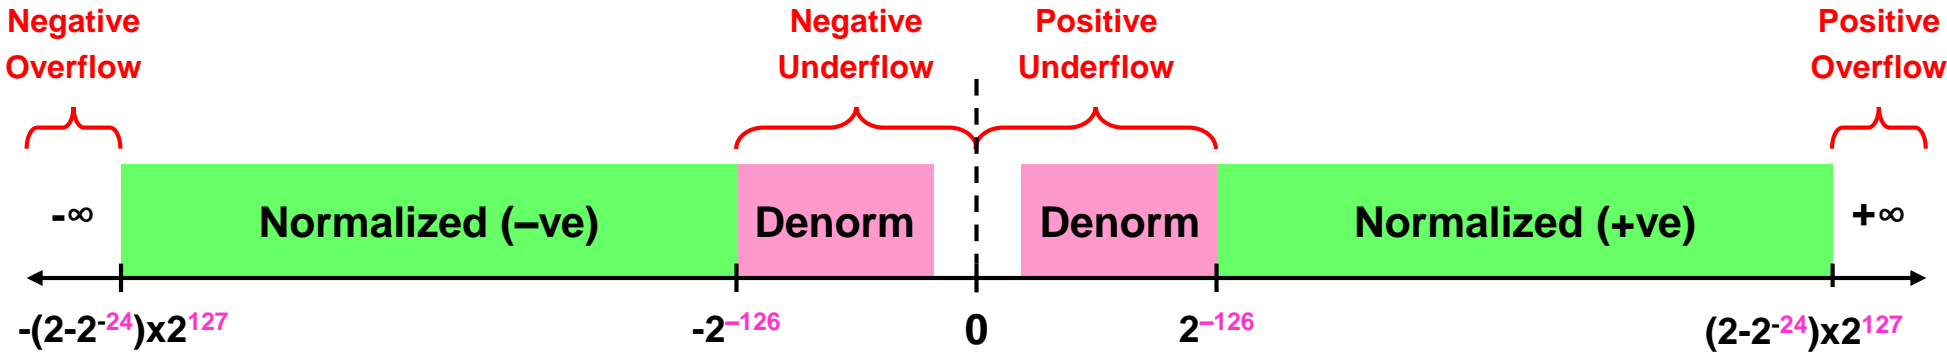 Negative Overflow
Negative Underflow
Positive Underflow
Positive Overflow
-∞
Normalized (–ve)
Denorm
Denorm
Normalized (+ve)
+∞
-(2-2⁻²⁴)x2¹²⁷
-2⁻¹²⁶
0
2⁻¹²⁶
(2-2⁻²⁴)x2¹²⁷